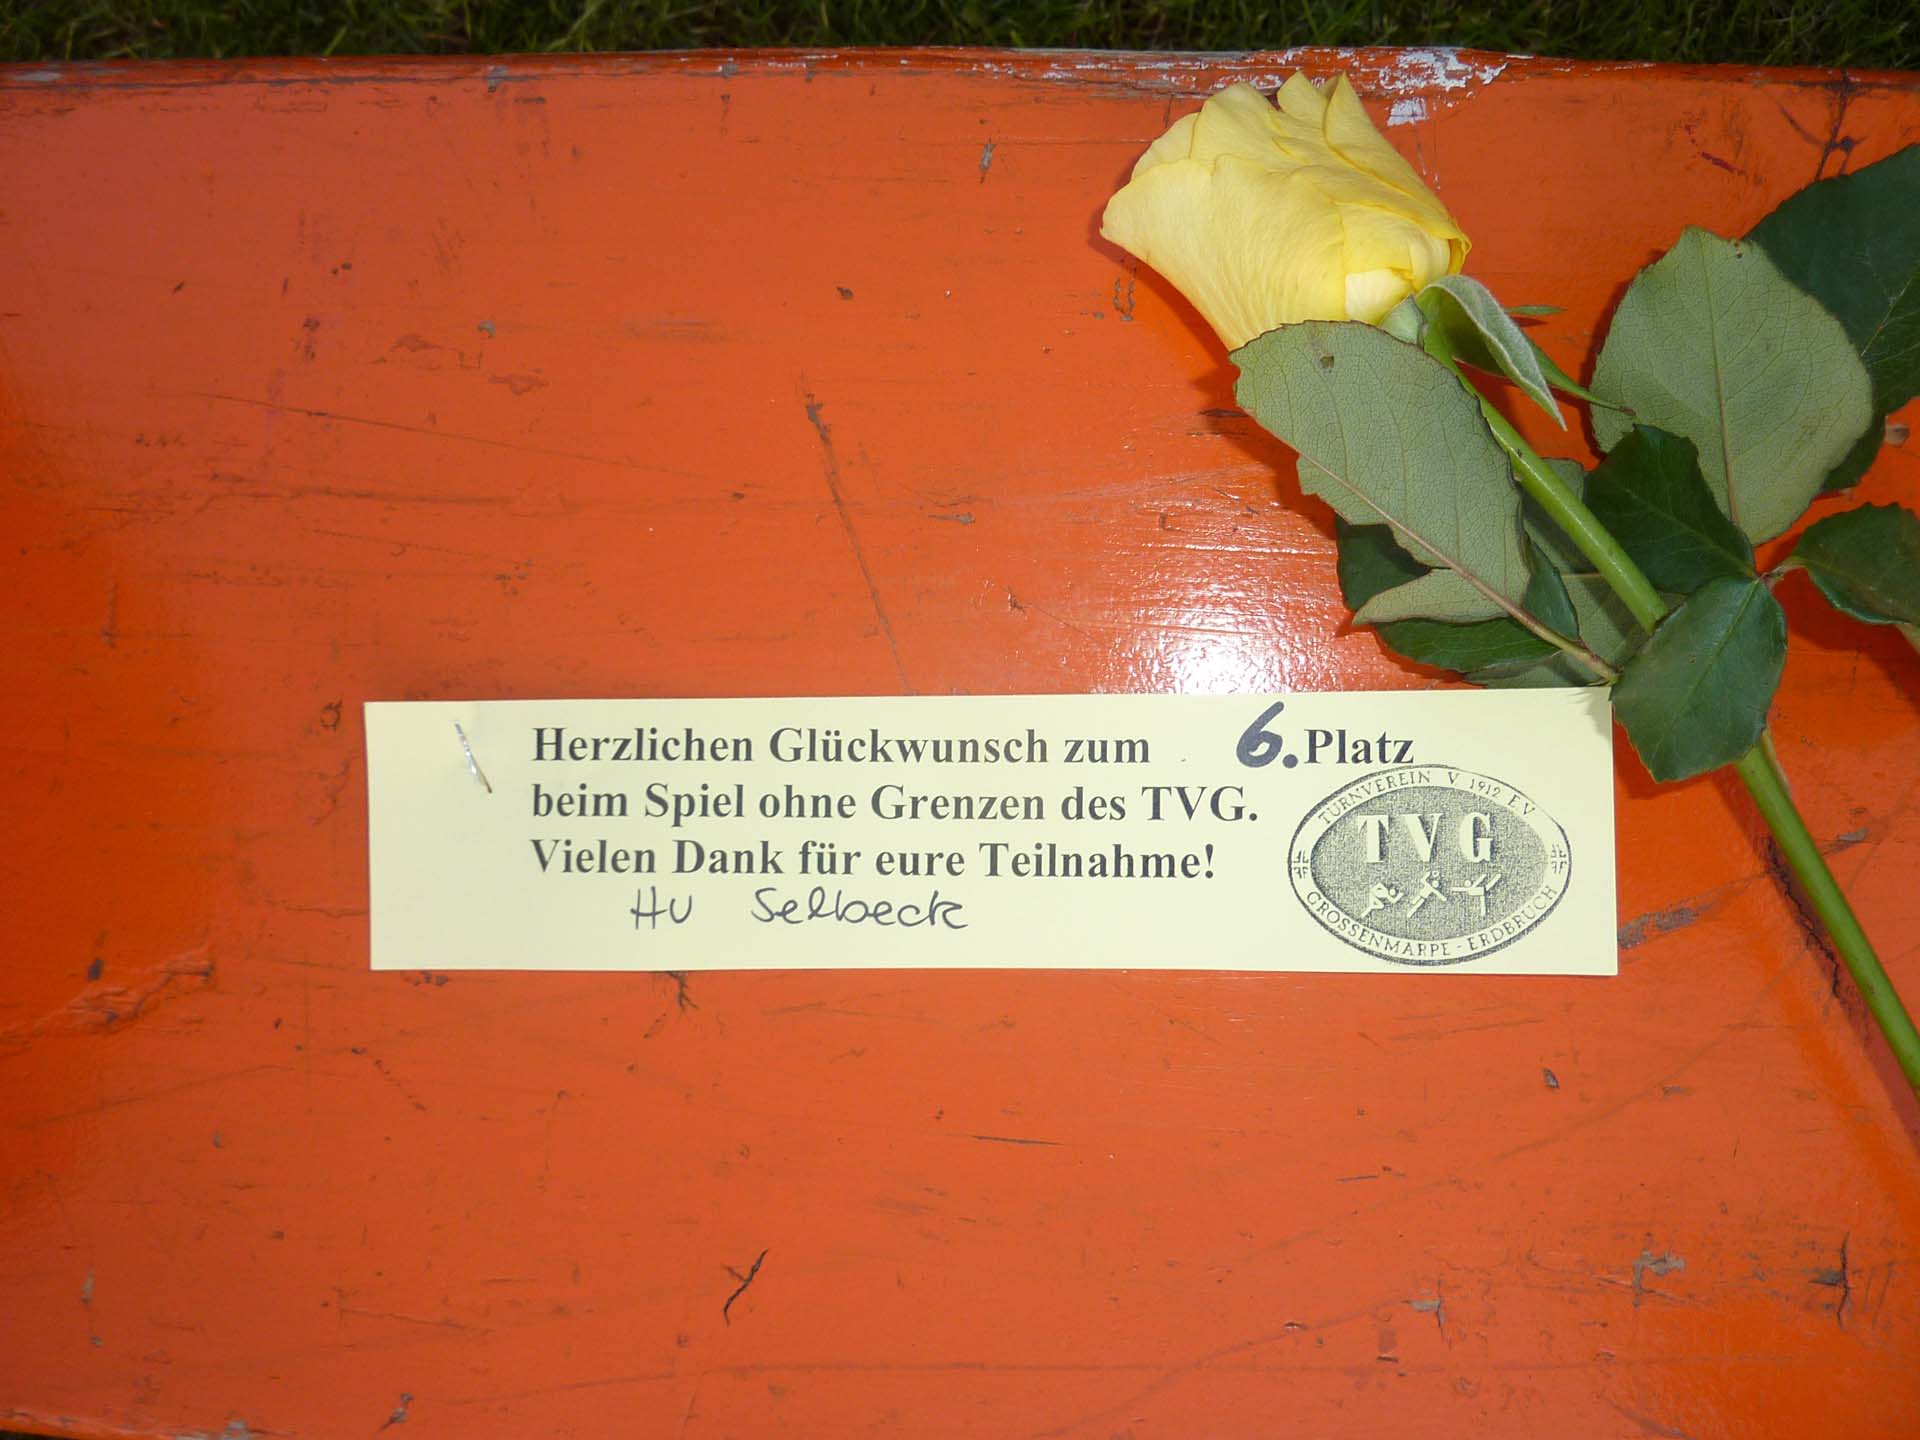 Herzlichen Glückwunsch zum 6. Platz
beim Spiel ohne Grenzen des TVG.
Vielen Dank für eure Teilnahme!
HV Selbeck
TURNVEREIN V 1912 E.V
TVG
GROSSENMARPE - ERDBRUCH